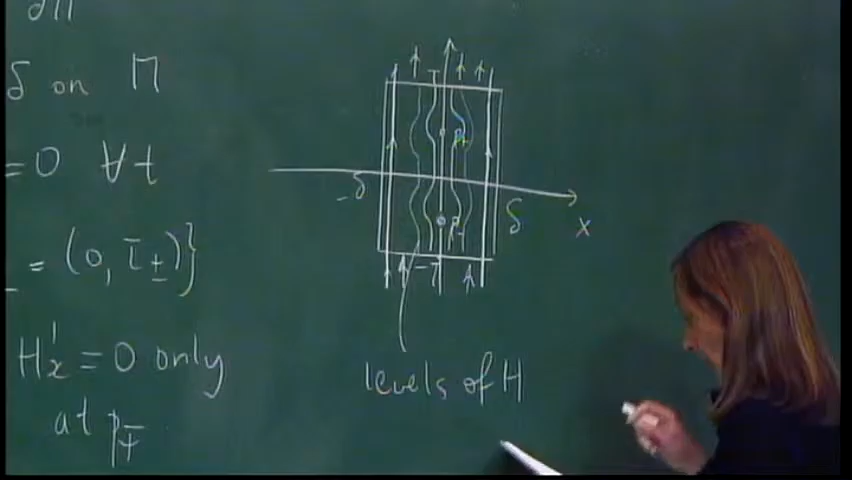 δ on Π
=0 ∀t
= (0, τ±)}
H'x = 0 only
at p∓
T
P+
-δ
δ
x
P-
-T
levels of H